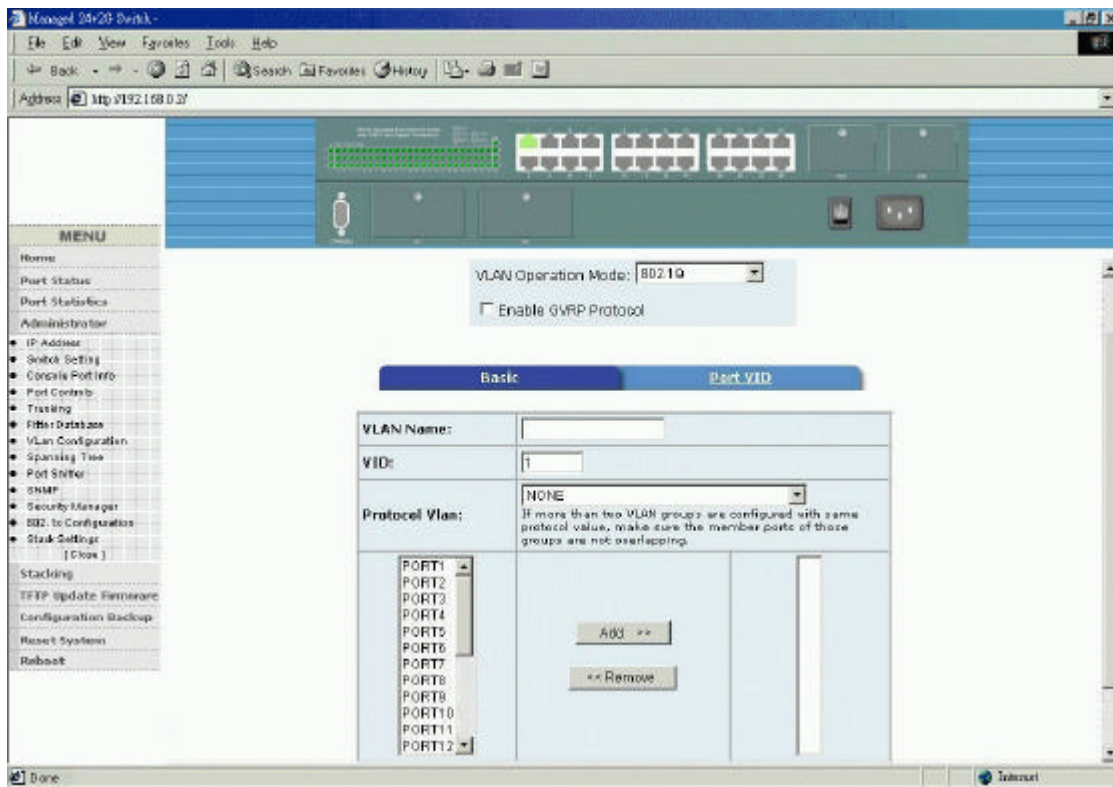 Managed 24+2G Switch -
File Edit View Favorites Tools Help
Back Search Favorites History
Address http://192.168.0.2/
MENU
Home
Port Status
Port Statistics
Administrator
IP Address
Switch Setting
Console Port Info
Port Controls
Trunking
Filter Database
VLan Configuration
Spanning Tree
Port Sniffer
SNMP
Security Manager
802.1x Configuration
Stack Settings
[ Close ]
Stacking
TFTP Update Firmware
Configuration Backup
Reset System
Reboot
VLAN Operation Mode: 802.1Q
Enable GVRP Protocol
Basic Port VID
VLAN Name:
VID: 1
Protocol Vlan: NONE
If more than two VLAN groups are configured with same
protocol value, make sure the member ports of those
groups are not overlapping.
PORT1
PORT2
PORT3
PORT4
PORT5
PORT6
PORT7
PORT8
PORT9
PORT10
PORT11
PORT12
Add >>
<< Remove
Done Internet